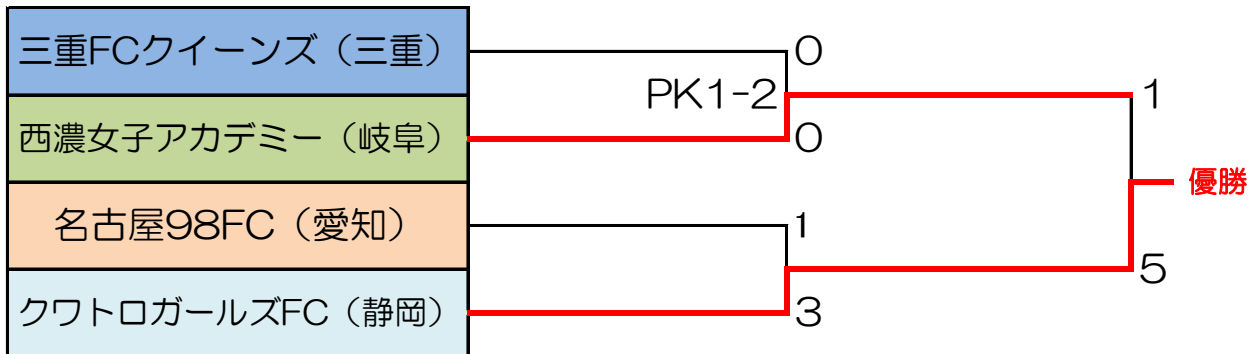 三重FCクイーンズ（三重）
0
PK1-2
1
西濃女子アカデミー（岐阜）
0
優勝
名古屋98FC（愛知）
1
5
クワトロガールズFC（静岡）
3